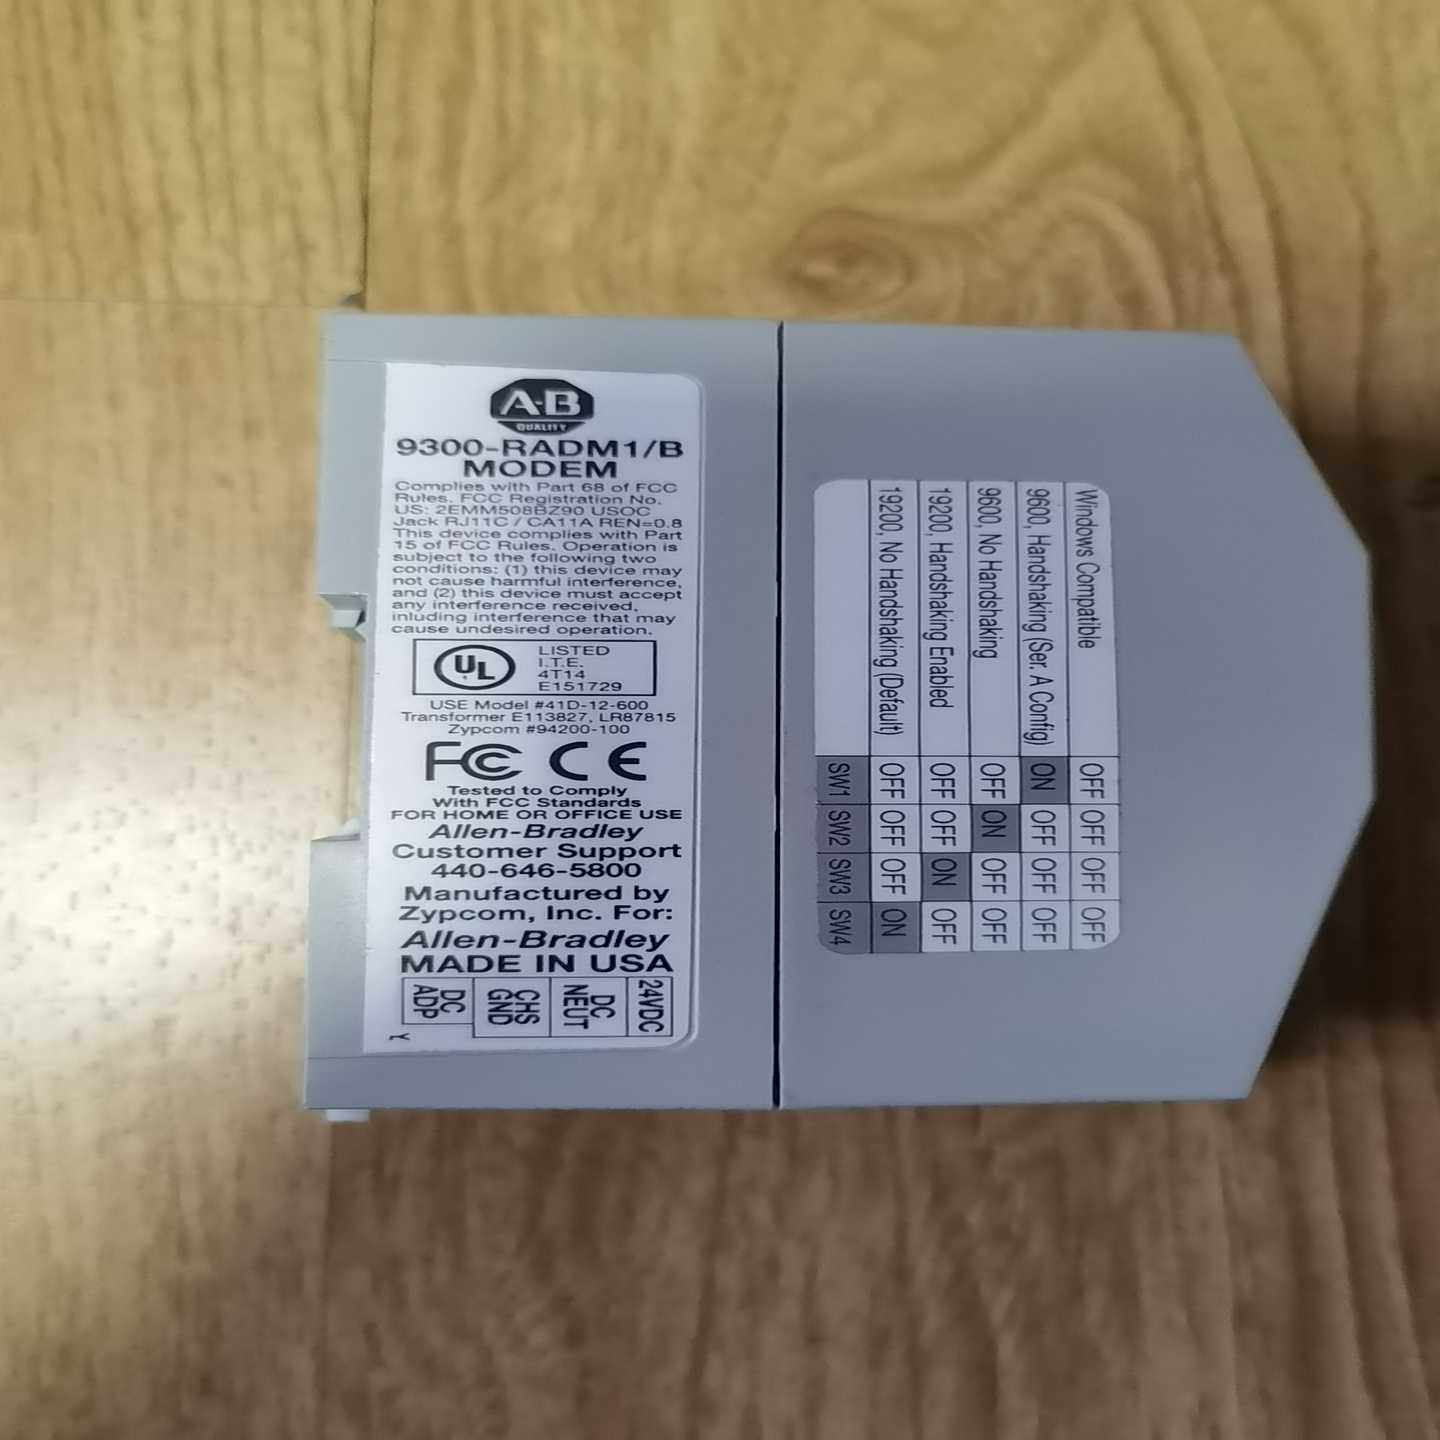 A-B
QUALITY
9300-RADM1/B
MODEM
Complies with Part 68 of FCC
Rules. FCC Registration No.
US: 2EMM508BZ90 USOC
Jack RJ11C / CA11A REN=0.8
This device complies with Part
15 of FCC Rules. Operation is
subject to the following two
conditions: (1) this device may
not cause harmful interference,
and (2) this device must accept
any interference received,
inluding interference that may
cause undesired operation.
UL
LISTED
I.T.E.
4T14
E151729
USE Model #41D-12-600
Transformer E113827, LR87815
Zypcom #94200-100
FC CE
Tested to Comply
With FCC Standards
FOR HOME OR OFFICE USE
Allen-Bradley
Customer Support
440-646-5800
Manufactured by
Zypcom, Inc. For:
Allen-Bradley
MADE IN USA
24VDC
DC
NEUT
CHS
GND
DC
ADP
Y
Windows Compatible OFF OFF OFF OFF
9600, Handshaking (Ser. A Config) ON OFF OFF OFF
9600, No Handshaking OFF ON OFF OFF
19200, Handshaking Enabled OFF OFF ON OFF
19200, No Handshaking (Default) OFF OFF OFF ON
SW1 SW2 SW3 SW4